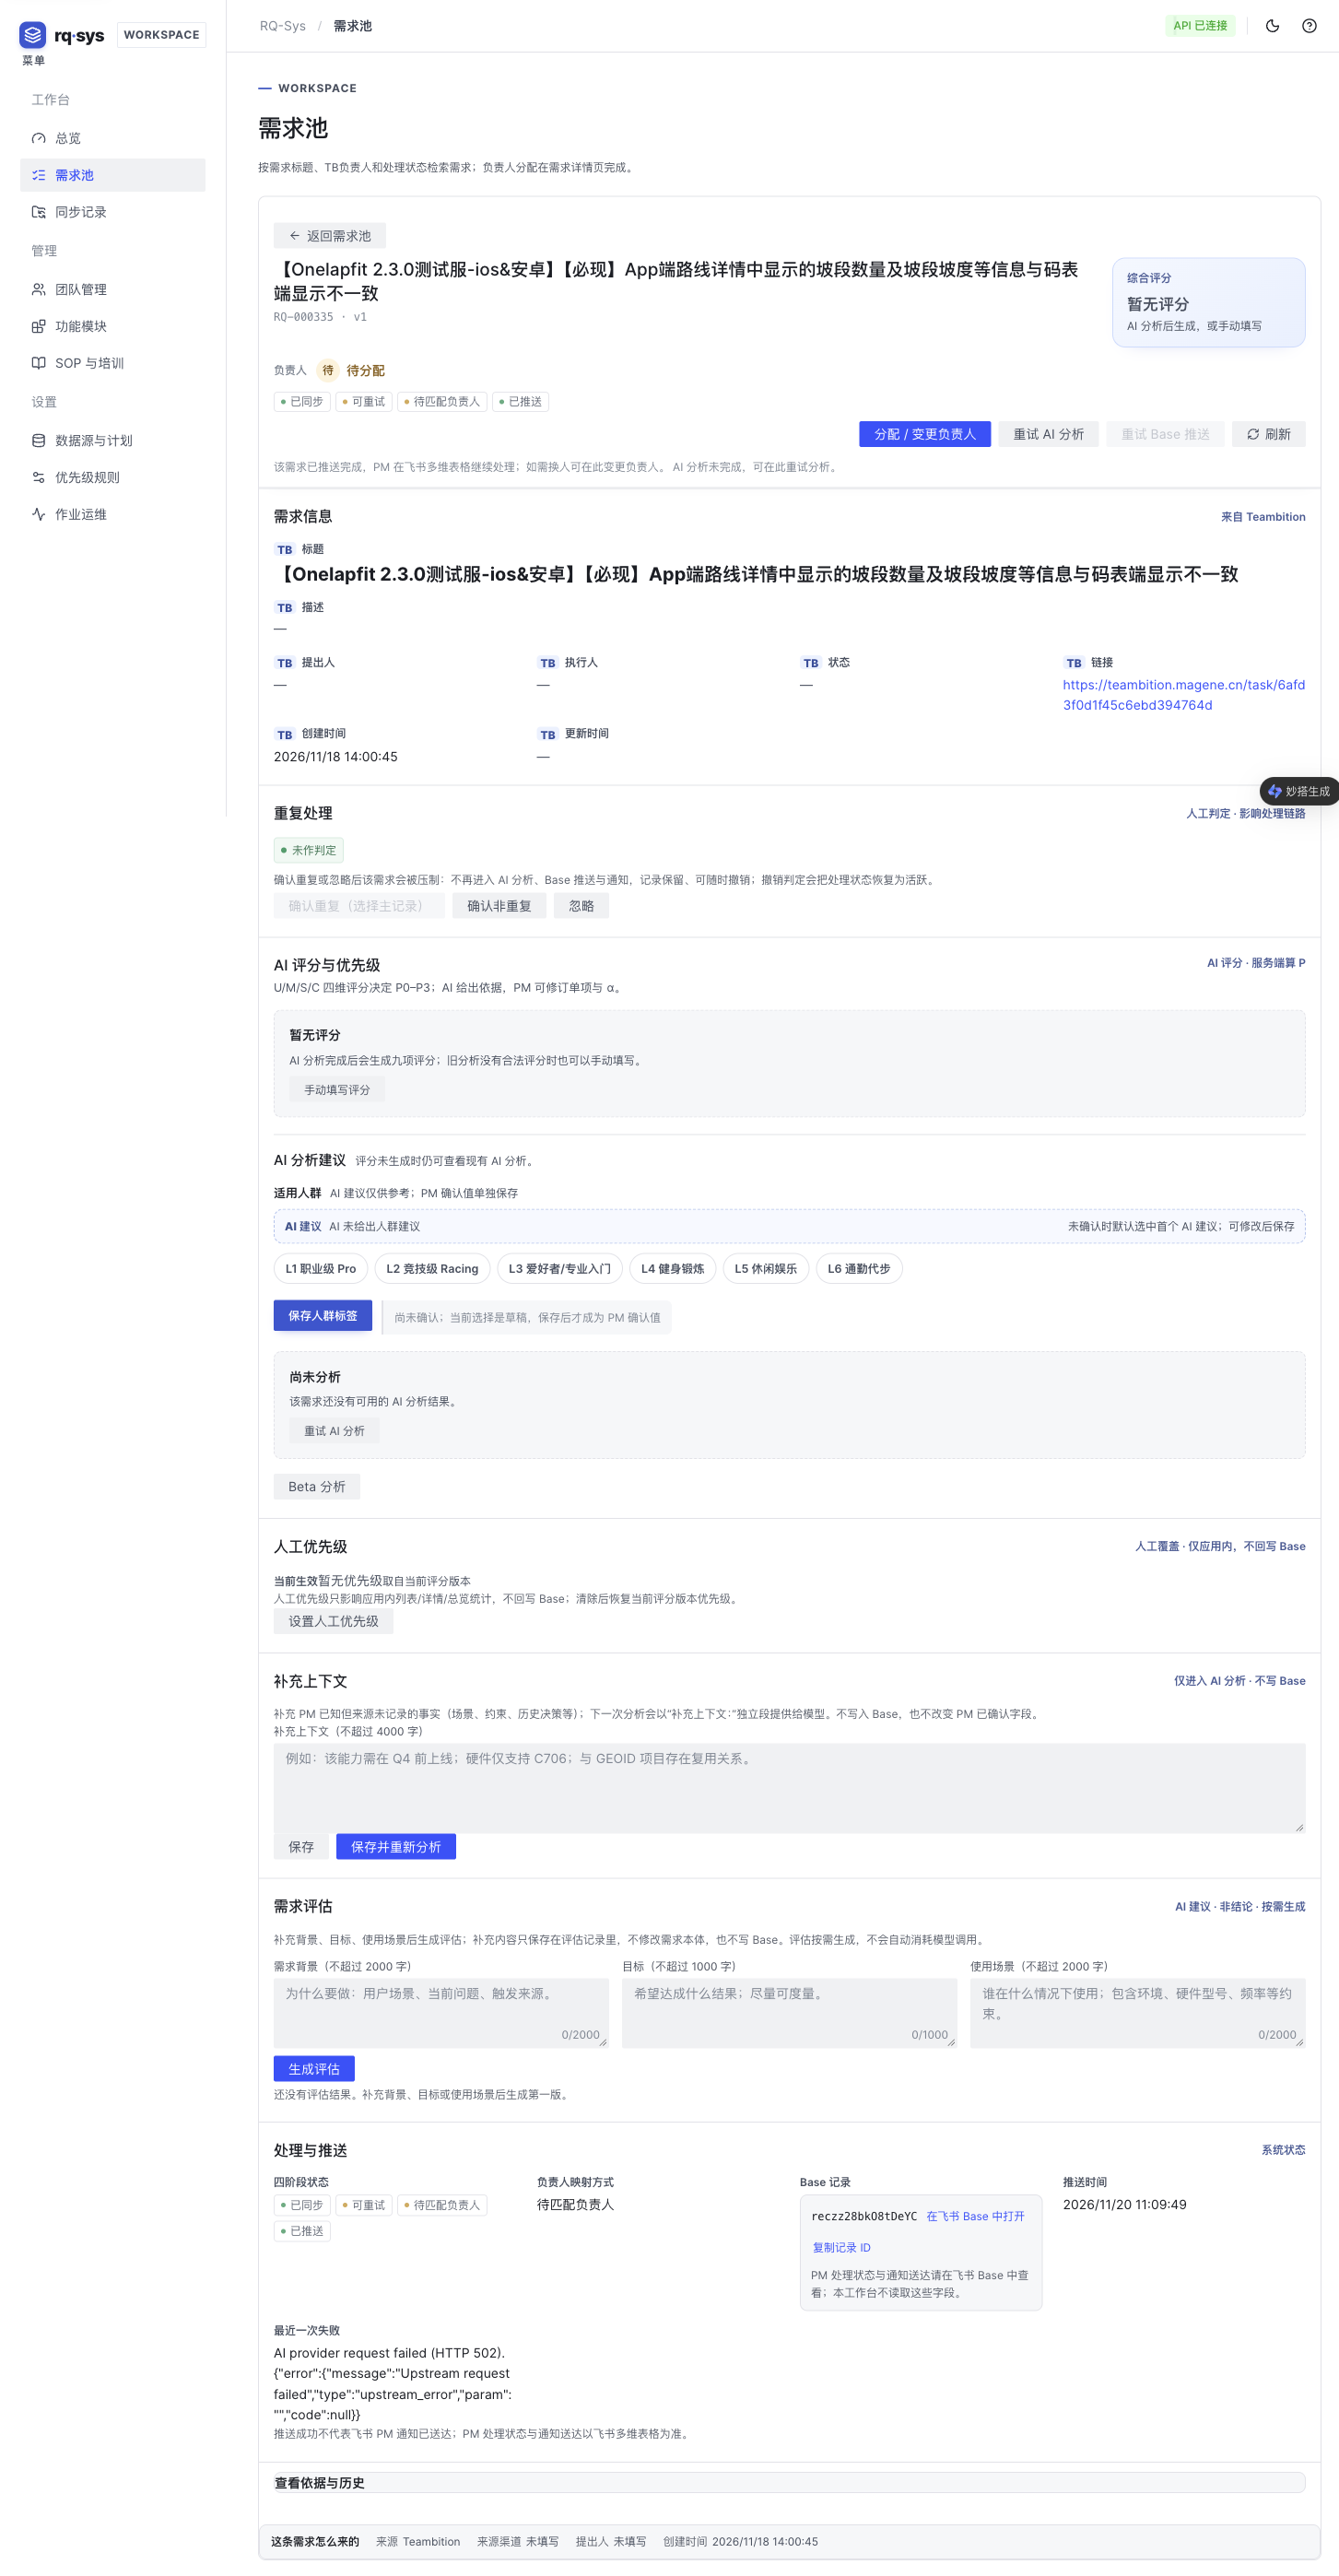 rq·sys WORKSPACE
菜单
工作台
总览
需求池
同步记录
管理
团队管理
功能模块
SOP 与培训
设置
数据源与计划
优先级规则
作业运维
RQ-Sys / 需求池
API 已连接
WORKSPACE
需求池
按需求标题、TB负责人和处理状态检索需求；负责人分配在需求详情页完成。
返回需求池
【Onelapfit 2.3.0测试服-ios&安卓】【必现】App端路线详情中显示的坡段数量及坡段坡度等信息与码表
端显示不一致
RQ-000335 · v1
综合评分
暂无评分
AI 分析后生成，或手动填写
负责人 待 待分配
已同步 可重试 待匹配负责人 已推送
分配 / 变更负责人 重试 AI 分析 重试 Base 推送 刷新
该需求已推送完成，PM 在飞书多维表格继续处理；如需换人可在此变更负责人。 AI 分析未完成，可在此重试分析。
需求信息 来自 Teambition
TB 标题
【Onelapfit 2.3.0测试服-ios&安卓】【必现】App端路线详情中显示的坡段数量及坡段坡度等信息与码表端显示不一致
TB 描述
—
TB 提出人 TB 执行人 TB 状态 TB 链接
— — — https://teambition.magene.cn/task/6afd
3f0d1f45c6ebd394764d
TB 创建时间 TB 更新时间
2026/11/18 14:00:45 —
妙搭生成
重复处理 人工判定 · 影响处理链路
未作判定
确认重复或忽略后该需求会被压制：不再进入 AI 分析、Base 推送与通知，记录保留、可随时撤销；撤销判定会把处理状态恢复为活跃。
确认重复（选择主记录） 确认非重复 忽略
AI 评分与优先级 AI 评分 · 服务端算 P
U/M/S/C 四维评分决定 P0–P3；AI 给出依据，PM 可修订单项与 α。
暂无评分
AI 分析完成后会生成九项评分；旧分析没有合法评分时也可以手动填写。
手动填写评分
AI 分析建议 评分未生成时仍可查看现有 AI 分析。
适用人群 AI 建议仅供参考；PM 确认值单独保存
AI 建议 AI 未给出人群建议 未确认时默认选中首个 AI 建议；可修改后保存
L1 职业级 Pro L2 竞技级 Racing L3 爱好者/专业入门 L4 健身锻炼 L5 休闲娱乐 L6 通勤代步
保存人群标签 尚未确认；当前选择是草稿，保存后才成为 PM 确认值
尚未分析
该需求还没有可用的 AI 分析结果。
重试 AI 分析
Beta 分析
人工优先级 人工覆盖 · 仅应用内，不回写 Base
当前生效暂无优先级取自当前评分版本
人工优先级只影响应用内列表/详情/总览统计，不回写 Base；清除后恢复当前评分版本优先级。
设置人工优先级
补充上下文 仅进入 AI 分析 · 不写 Base
补充 PM 已知但来源未记录的事实（场景、约束、历史决策等）；下一次分析会以“补充上下文:”独立段提供给模型。不写入 Base，也不改变 PM 已确认字段。
补充上下文（不超过 4000 字）
例如：该能力需在 Q4 前上线；硬件仅支持 C706；与 GEOID 项目存在复用关系。
保存 保存并重新分析
需求评估 AI 建议 · 非结论 · 按需生成
补充背景、目标、使用场景后生成评估；补充内容只保存在评估记录里，不修改需求本体，也不写 Base。评估按需生成，不会自动消耗模型调用。
需求背景（不超过 2000 字） 目标（不超过 1000 字） 使用场景（不超过 2000 字）
为什么要做：用户场景、当前问题、触发来源。 希望达成什么结果；尽量可度量。 谁在什么情况下使用；包含环境、硬件型号、频率等约
束。
0/2000 0/1000 0/2000
生成评估
还没有评估结果。补充背景、目标或使用场景后生成第一版。
处理与推送 系统状态
四阶段状态 负责人映射方式 Base 记录 推送时间
已同步 可重试 待匹配负责人 待匹配负责人 reczz28bkO8tDeYC 在飞书 Base 中打开 2026/11/20 11:09:49
已推送
复制记录 ID
PM 处理状态与通知送达请在飞书 Base 中查
看；本工作台不读取这些字段。
最近一次失败
AI provider request failed (HTTP 502).
{"error":{"message":"Upstream request
failed","type":"upstream_error","param":
"","code":null}}
推送成功不代表飞书 PM 通知已送达；PM 处理状态与通知送达以飞书多维表格为准。
查看依据与历史
这条需求怎么来的 来源 Teambition 来源渠道 未填写 提出人 未填写 创建时间 2026/11/18 14:00:45